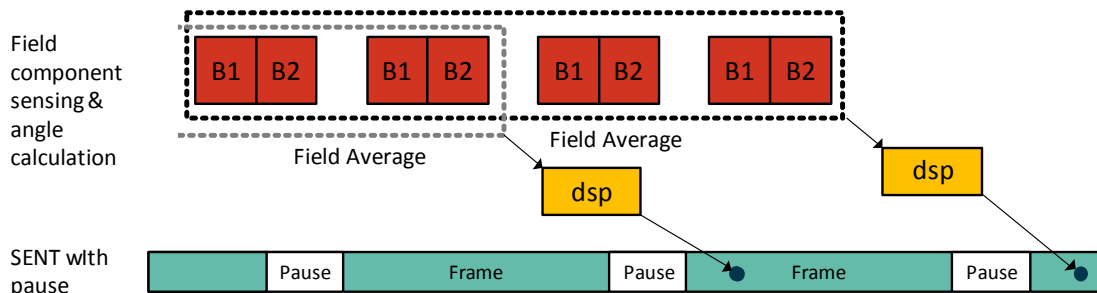 Field
component
sensing &
angle
calculation
B1 B2 B1 B2 B1 B2 B1 B2
Field Average Field Average
dsp dsp
SENT with
pause
Pause Frame Pause Frame Pause